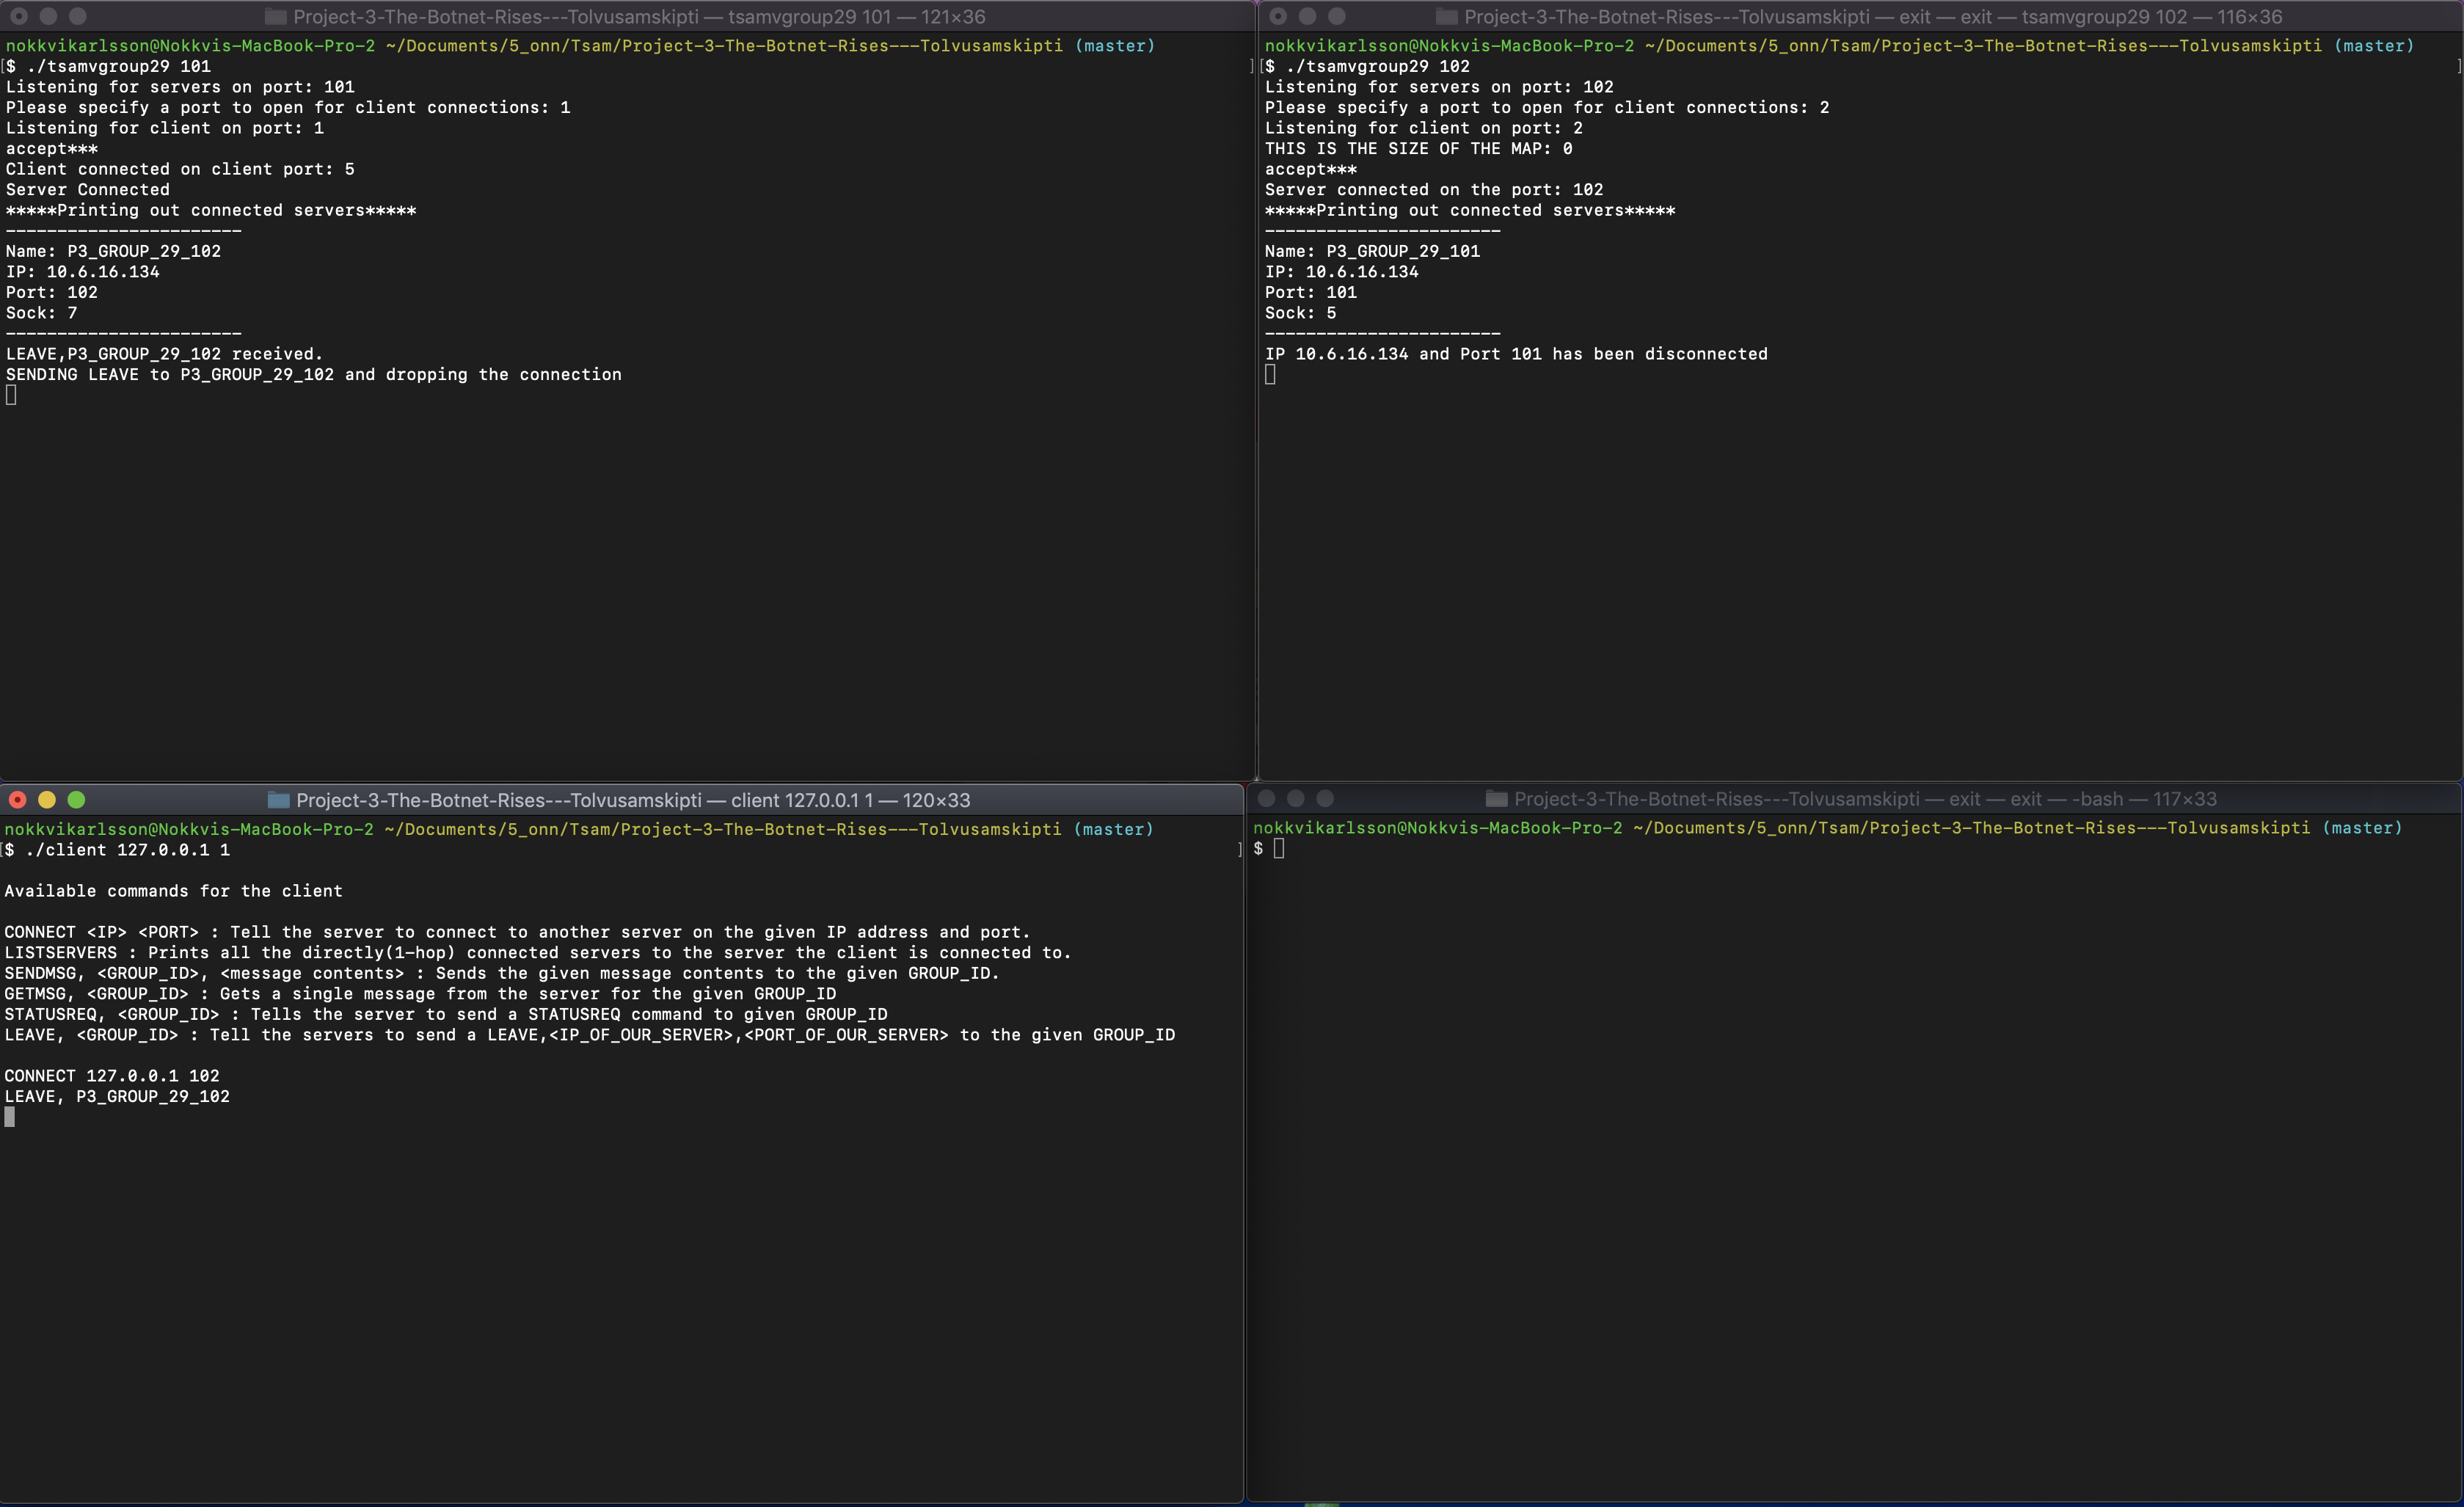 Project-3-The-Botnet-Rises---Tolvusamskipti — tsamvgroup29 101 — 121×36
nokkvikarlsson@Nokkvis-MacBook-Pro-2 ~/Documents/5_onn/Tsam/Project-3-The-Botnet-Rises---Tolvusamskipti (master)
[$ ./tsamvgroup29 101 ]
Listening for servers on port: 101
Please specify a port to open for client connections: 1
Listening for client on port: 1
accept***
Client connected on client port: 5
Server Connected
*****Printing out connected servers*****
-----------------------
Name: P3_GROUP_29_102
IP: 10.6.16.134
Port: 102
Sock: 7
-----------------------
LEAVE,P3_GROUP_29_102 received.
SENDING LEAVE to P3_GROUP_29_102 and dropping the connection
Project-3-The-Botnet-Rises---Tolvusamskipti — exit — exit — tsamvgroup29 102 — 116×36
nokkvikarlsson@Nokkvis-MacBook-Pro-2 ~/Documents/5_onn/Tsam/Project-3-The-Botnet-Rises---Tolvusamskipti (master)
[$ ./tsamvgroup29 102 ]
Listening for servers on port: 102
Please specify a port to open for client connections: 2
Listening for client on port: 2
THIS IS THE SIZE OF THE MAP: 0
accept***
Server connected on the port: 102
*****Printing out connected servers*****
-----------------------
Name: P3_GROUP_29_101
IP: 10.6.16.134
Port: 101
Sock: 5
-----------------------
IP 10.6.16.134 and Port 101 has been disconnected
Project-3-The-Botnet-Rises---Tolvusamskipti — client 127.0.0.1 1 — 120×33
nokkvikarlsson@Nokkvis-MacBook-Pro-2 ~/Documents/5_onn/Tsam/Project-3-The-Botnet-Rises---Tolvusamskipti (master)
[$ ./client 127.0.0.1 1 ]
Available commands for the client
CONNECT <IP> <PORT> : Tell the server to connect to another server on the given IP address and port.
LISTSERVERS : Prints all the directly(1-hop) connected servers to the server the client is connected to.
SENDMSG, <GROUP_ID>, <message contents> : Sends the given message contents to the given GROUP_ID.
GETMSG, <GROUP_ID> : Gets a single message from the server for the given GROUP_ID
STATUSREQ, <GROUP_ID> : Tells the server to send a STATUSREQ command to given GROUP_ID
LEAVE, <GROUP_ID> : Tell the servers to send a LEAVE,<IP_OF_OUR_SERVER>,<PORT_OF_OUR_SERVER> to the given GROUP_ID
CONNECT 127.0.0.1 102
LEAVE, P3_GROUP_29_102
Project-3-The-Botnet-Rises---Tolvusamskipti — exit — exit — -bash — 117×33
nokkvikarlsson@Nokkvis-MacBook-Pro-2 ~/Documents/5_onn/Tsam/Project-3-The-Botnet-Rises---Tolvusamskipti (master)
$